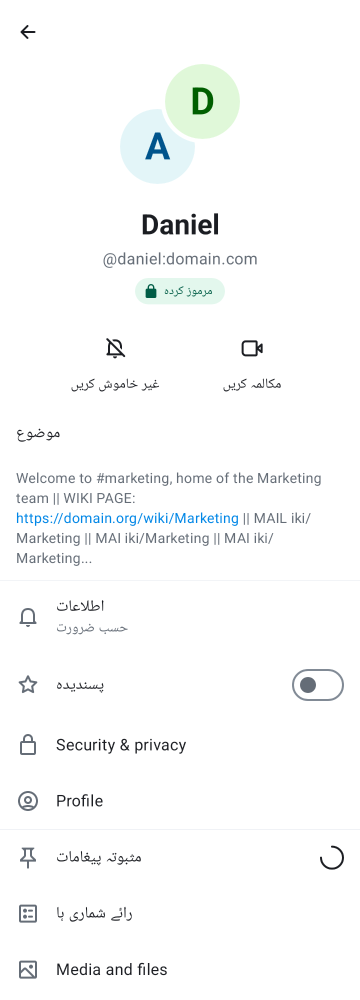 D
A
Daniel
@daniel:domain.com
مرموز کردہ
غیر خاموش کریں
مکالمہ کریں
موضوع
Welcome to #marketing, home of the Marketing
team || WIKI PAGE:
https://domain.org/wiki/Marketing || MAIL iki/
Marketing || MAI iki/Marketing || MAI iki/
Marketing...
اطلاعات
حسب ضرورت
پسندیدہ
Security & privacy
Profile
مثبوتہ پیغامات
رائے شماری ہا
Media and files